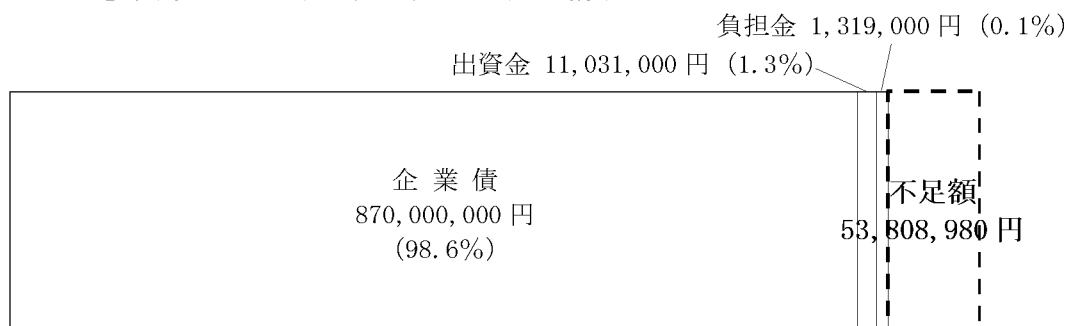 負担金 1,319,000 円 (0.1%)
出資金 11,031,000 円 (1.3%)
企業債
870,000,000 円
(98.6%)
不足額
53,808,980 円